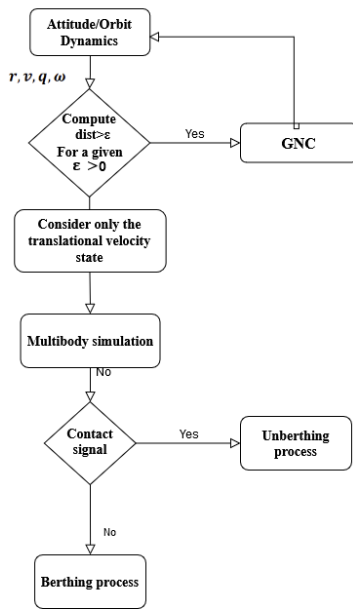 Attitude/Orbit
Dynamics
r, v, q, ω
Compute
dist>ε
For a given
ε >0
Yes
GNC
Consider only the
translational velocity
state
Multibody simulation
No
Contact
signal
Yes
Unberthing
process
No
Berthing process